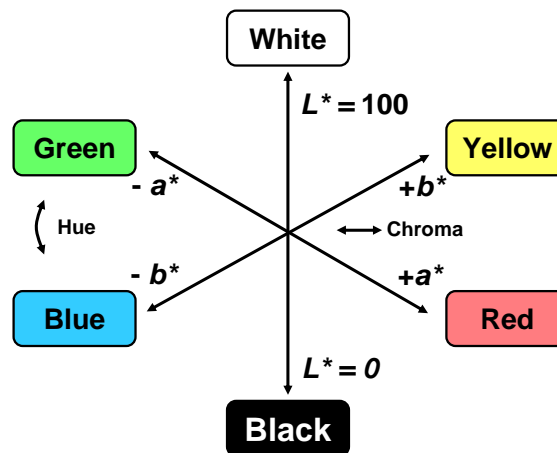 White
L* = 100
Green
Yellow
- a*
+b*
Hue
Chroma
- b*
+a*
Blue
Red
L* = 0
Black